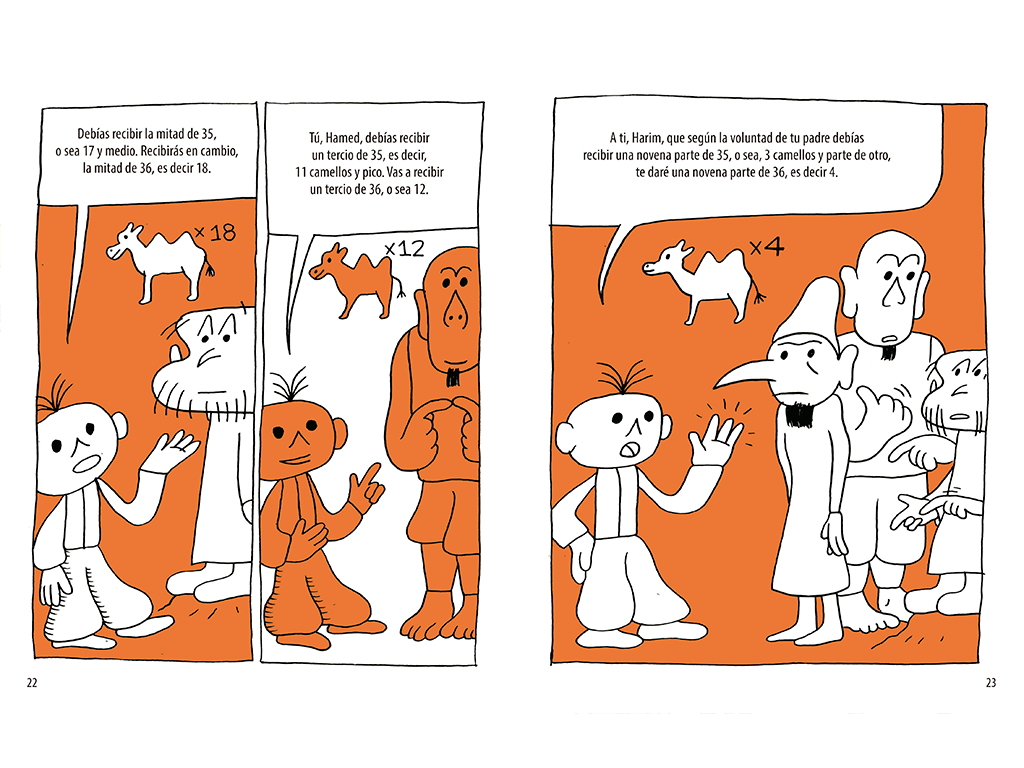 Debías recibir la mitad de 35,
o sea 17 y medio. Recibirás en cambio,
la mitad de 36, es decir 18.
x 18
Tú, Hamed, debías recibir
un tercio de 35, es decir,
11 camellos y pico. Vas a recibir
un tercio de 36, o sea 12.
x12
A ti, Harim, que según la voluntad de tu padre debías
recibir una novena parte de 35, o sea, 3 camellos y parte de otro,
te daré una novena parte de 36, es decir 4.
x4
22
23